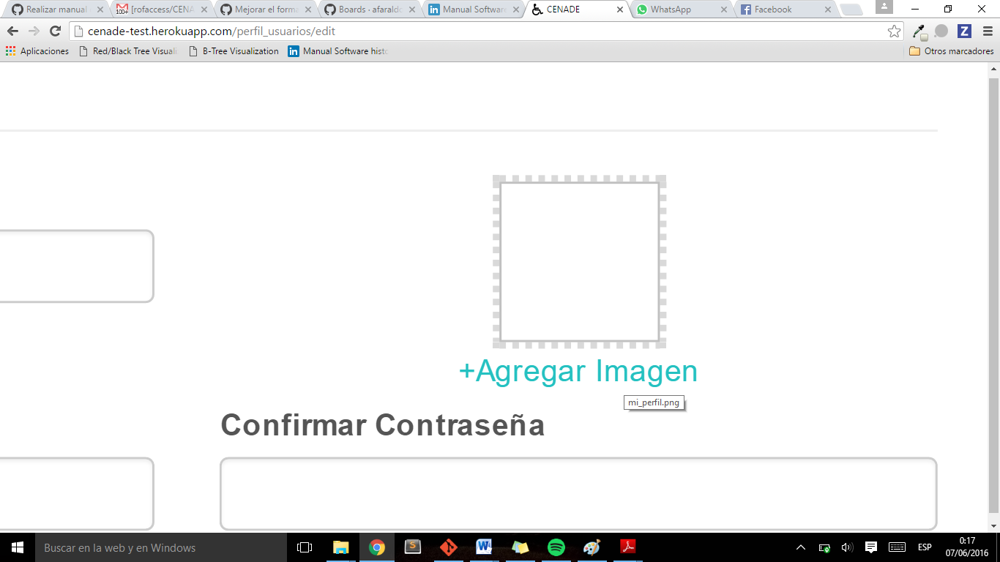 Realizar manual
100+ [rofaccess/CENA
Mejorar el forma
Boards · afarald
Manual Software
CENADE
WhatsApp
Facebook
cenade-test.herokuapp.com/perfil_usuarios/edit
Aplicaciones
Red/Black Tree Visuali
B-Tree Visualization
Manual Software histo
Otros marcadores
+Agregar Imagen
mi_perfil.png
Confirmar Contraseña
Buscar en la web y en Windows
ESP
0:17
07/06/2016